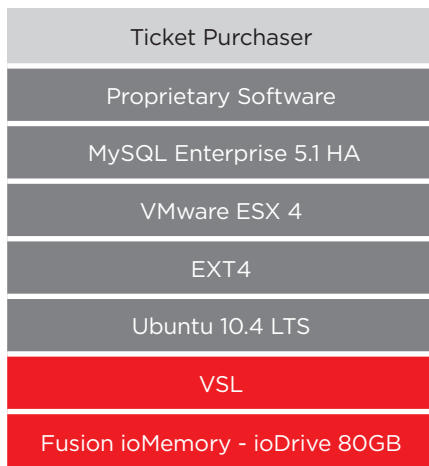 Ticket Purchaser
Proprietary Software
MySQL Enterprise 5.1 HA
VMware ESX 4
EXT4
Ubuntu 10.4 LTS
VSL
Fusion ioMemory - ioDrive 80GB